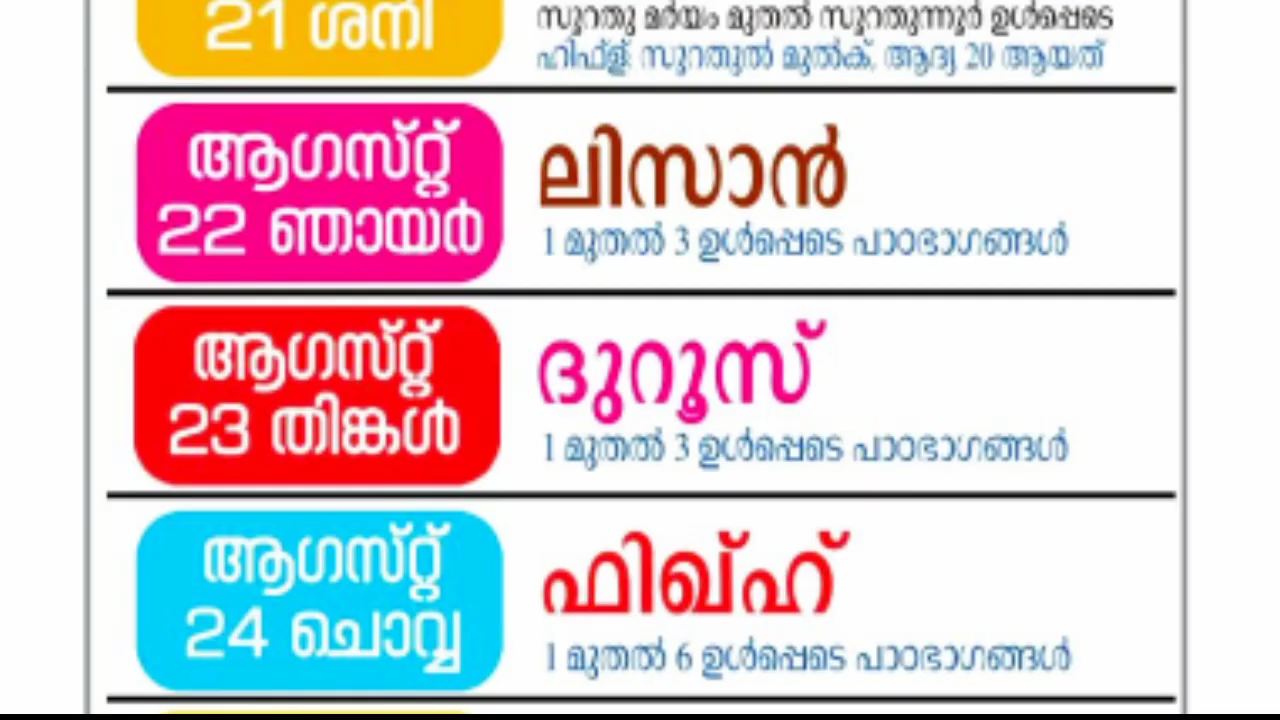 21 ശനി
സൂറതു മർയം മുതൽ സൂറതുന്നൂർ ഉൾപ്പെടെ
ഹിഫ്ള്: സൂറതുൽ മുൽക്, ആദ്യ 20 ആയത്
ആഗസ്റ്റ്
22 ഞായർ
ലിസാൻ
1 മുതൽ 3 ഉൾപ്പെടെ പാഠഭാഗങ്ങൾ
ആഗസ്റ്റ്
23 തിങ്കൾ
ദുറൂസ്
1 മുതൽ 3 ഉൾപ്പെടെ പാഠഭാഗങ്ങൾ
ആഗസ്റ്റ്
24 ചൊവ്വ
ഫിഖ്ഹ്
1 മുതൽ 6 ഉൾപ്പെടെ പാഠഭാഗങ്ങൾ